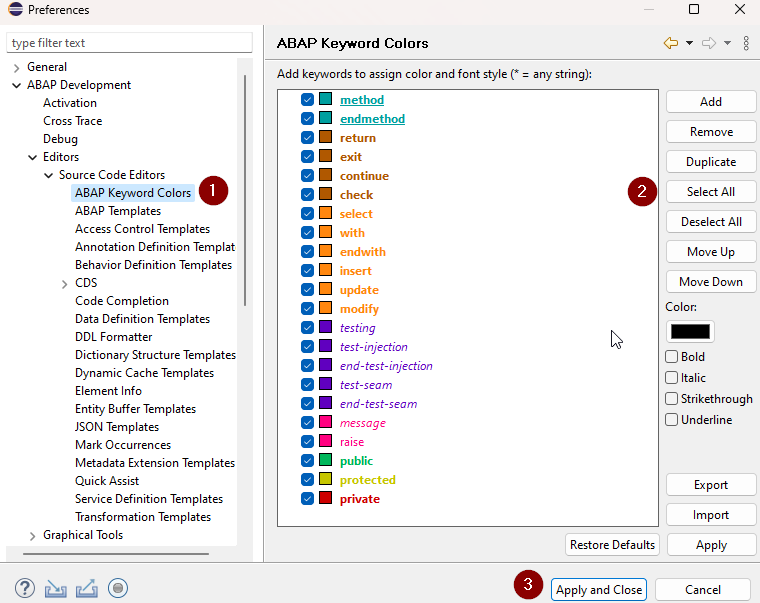 Preferences
type filter text
General
ABAP Development
Activation
Cross Trace
Debug
Editors
Source Code Editors
ABAP Keyword Colors
1
ABAP Templates
Access Control Templates
Annotation Definition Templat
Behavior Definition Templates
CDS
Code Completion
Data Definition Templates
DDL Formatter
Dictionary Structure Templates
Dynamic Cache Templates
Element Info
Entity Buffer Templates
JSON Templates
Mark Occurrences
Metadata Extension Templates
Quick Assist
Service Definition Templates
Transformation Templates
Graphical Tools
ABAP Keyword Colors
Add keywords to assign color and font style (* = any string):
method
endmethod
return
exit
continue
check
select
with
endwith
insert
update
modify
testing
test-injection
end-test-injection
test-seam
end-test-seam
message
raise
public
protected
private
Add
Remove
Duplicate
2
Select All
Deselect All
Move Up
Move Down
Color:
Bold
Italic
Strikethrough
Underline
Export
Import
Restore Defaults
Apply
?
3
Apply and Close
Cancel